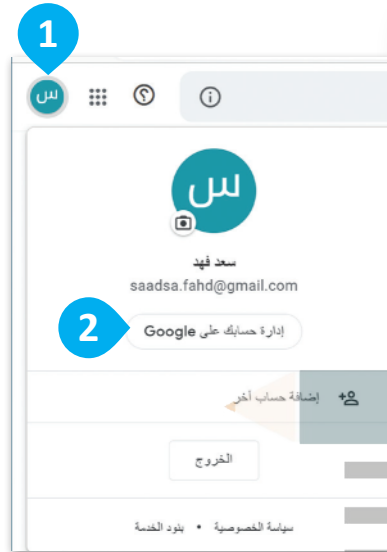 1
س
س
سعد فهد
saadsa.fahd@gmail.com
2
إدارة حسابك على Google
إضافة حساب آخر
الخروج
سياسة الخصوصية • بنود الخدمة